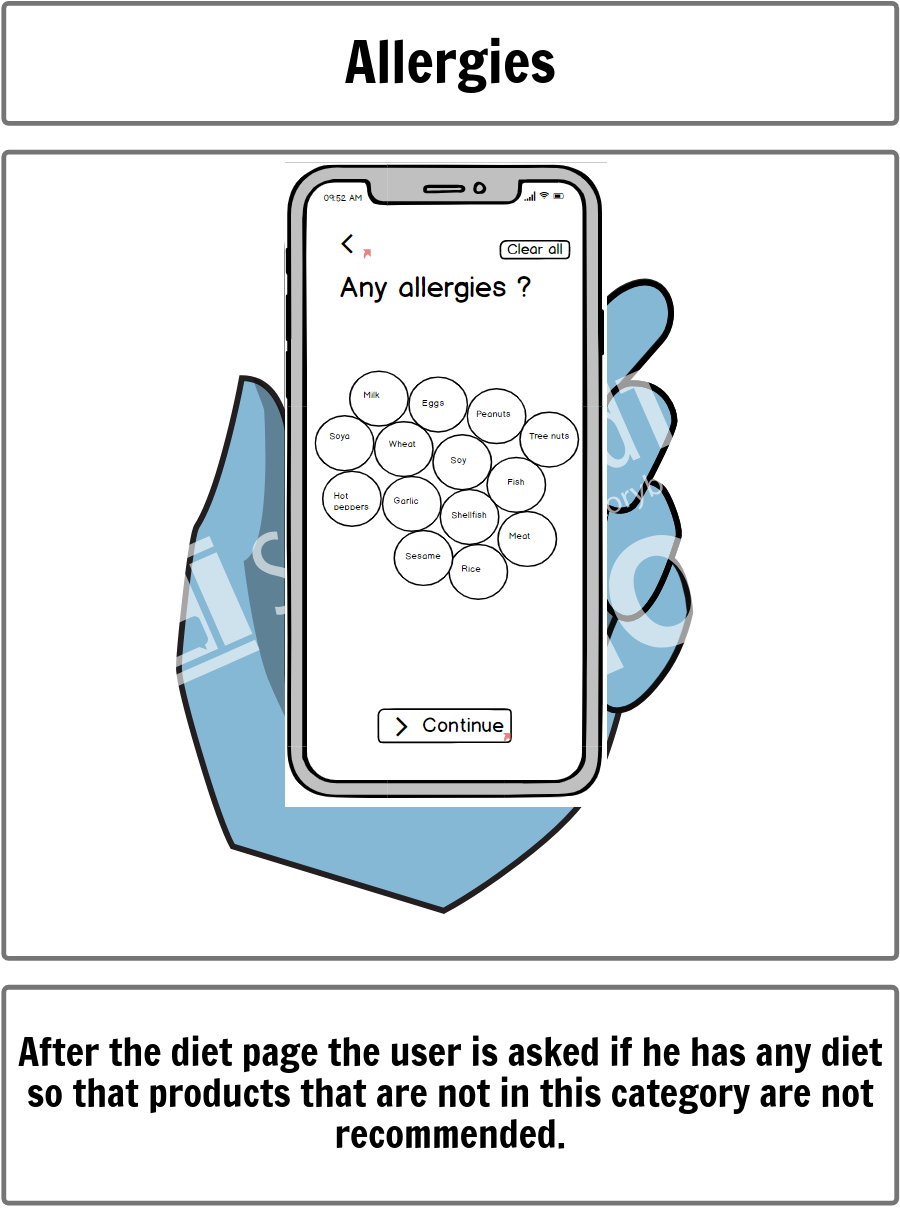 Allergies
09:52 AM
Clear all
Any allergies ?
Milk
Eggs
Peanuts
Tree nuts
Soya
Wheat
Soy
Fish
Hot
peppers
Garlic
Shellfish
Meat
Sesame
Rice
Continue
After the diet page the user is asked if he has any diet
so that products that are not in this category are not
recommended.